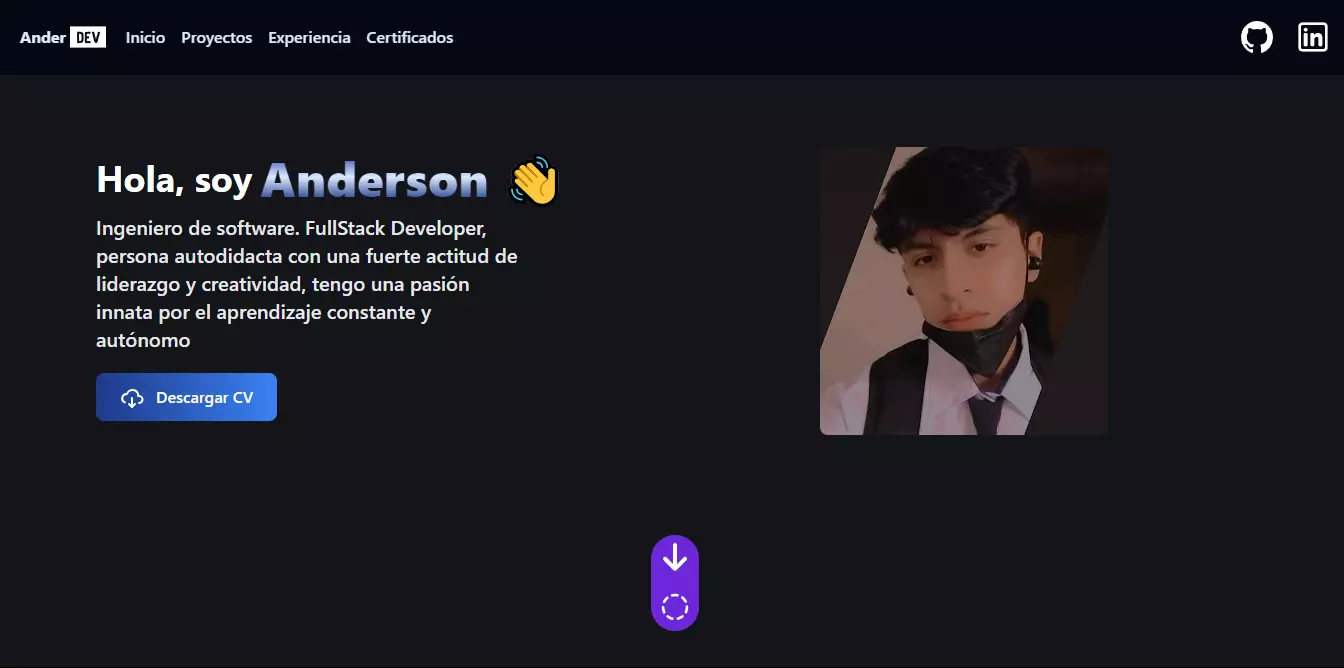 Ander DEV Inicio Proyectos Experiencia Certificados
in
Hola, soy Anderson 👋
Ingeniero de software. FullStack Developer,
persona autodidacta con una fuerte actitud de
liderazgo y creatividad, tengo una pasión
innata por el aprendizaje constante y
autónomo
Descargar CV